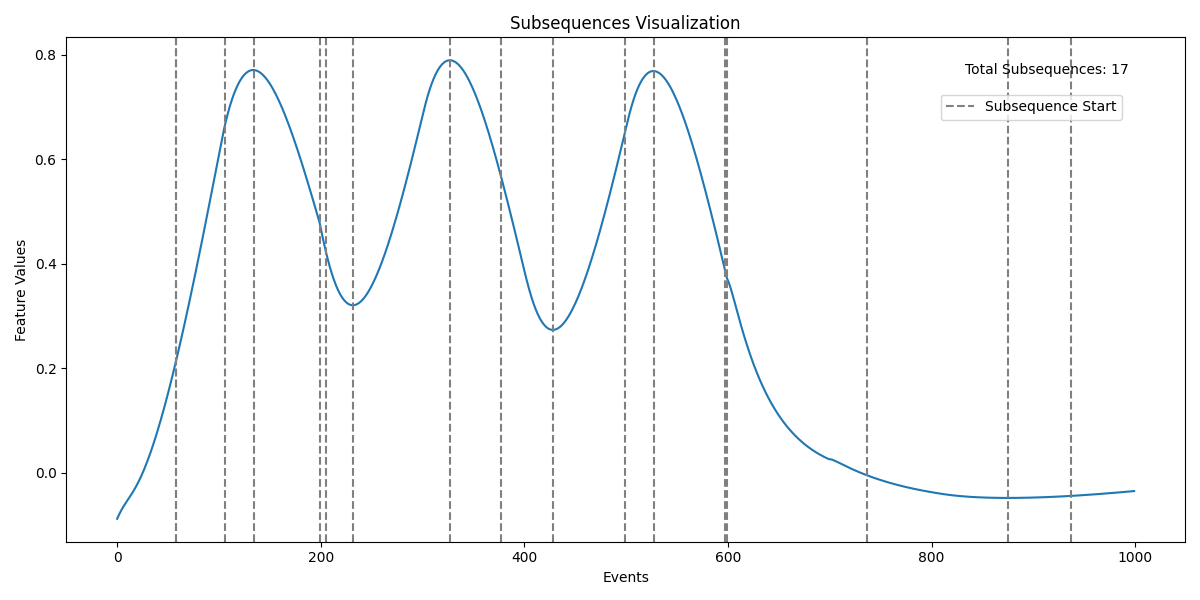 Subsequences Visualization
Total Subsequences: 17
Subsequence Start
Feature Values
0.8
0.6
0.4
0.2
0.0
0 200 400 600 800 1000
Events